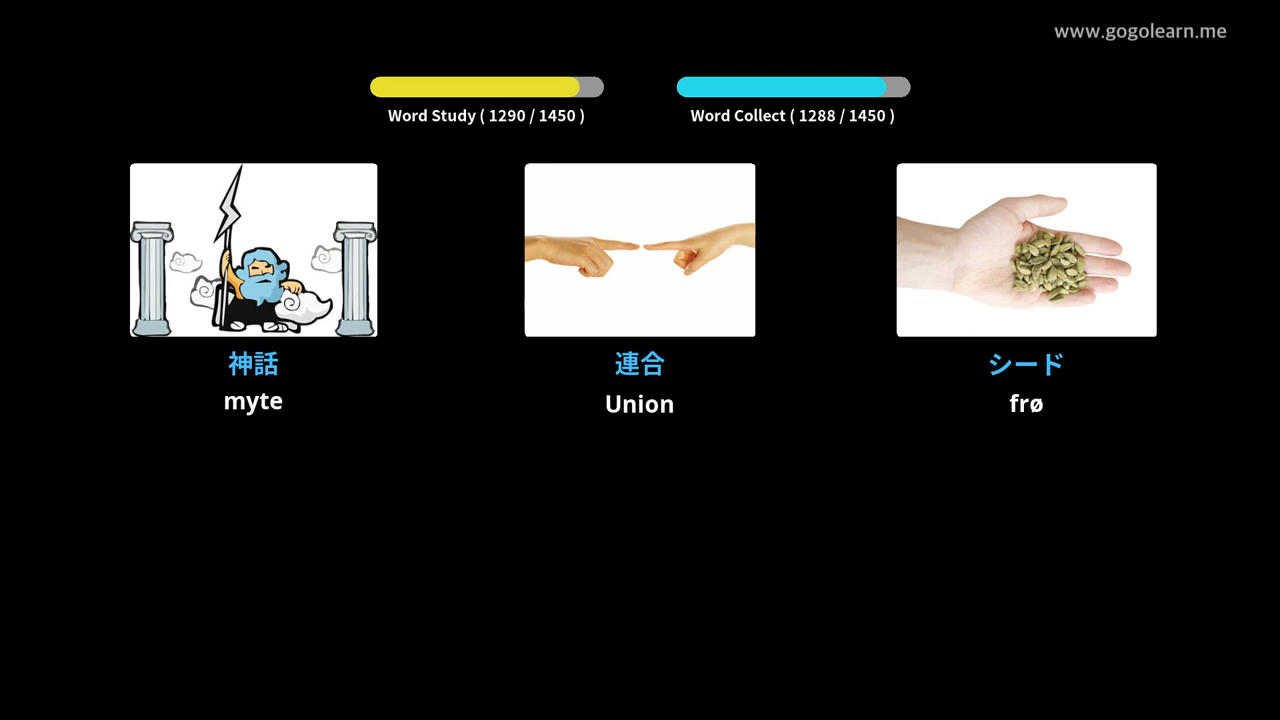 www.gogolearn.me
Word Study ( 1290 / 1450 )
Word Collect ( 1288 / 1450 )
神話
連合
シード
myte
Union
frø